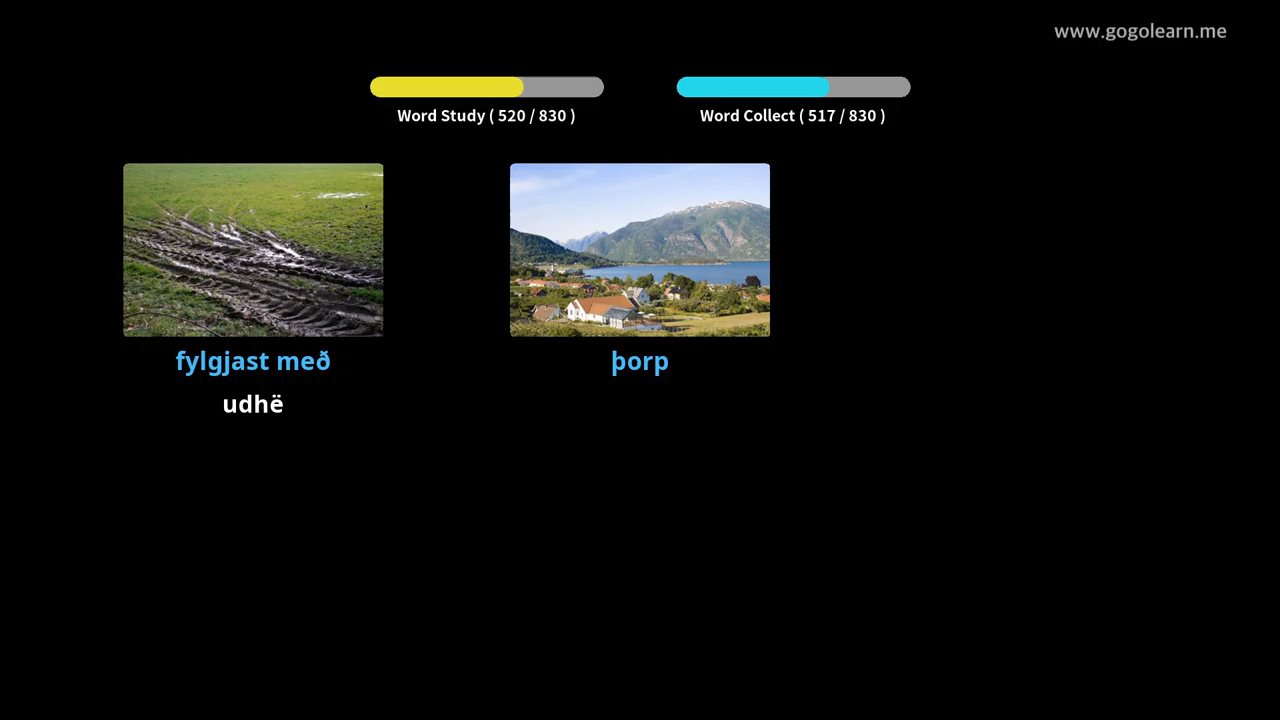 www.gogolearn.me
Word Study ( 520 / 830 )
Word Collect ( 517 / 830 )
fylgjast með
þorp
udhë